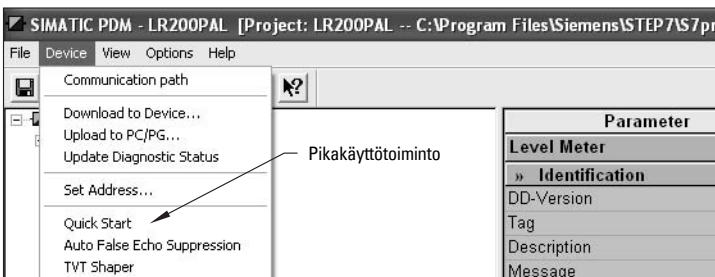 SIMATIC PDM - LR200PAL [Project: LR200PAL -- C:\Program Files\Siemens\STEP7\S7pr
File Device View Options Help
Communication path
Download to Device...
Upload to PC/PG...
Update Diagnostic Status
Set Address...
Quick Start
Auto False Echo Suppression
TVT Shaper
Pikakäyttötoiminto
Parameter
Level Meter
» Identification
DD-Version
Tag
Description
Message